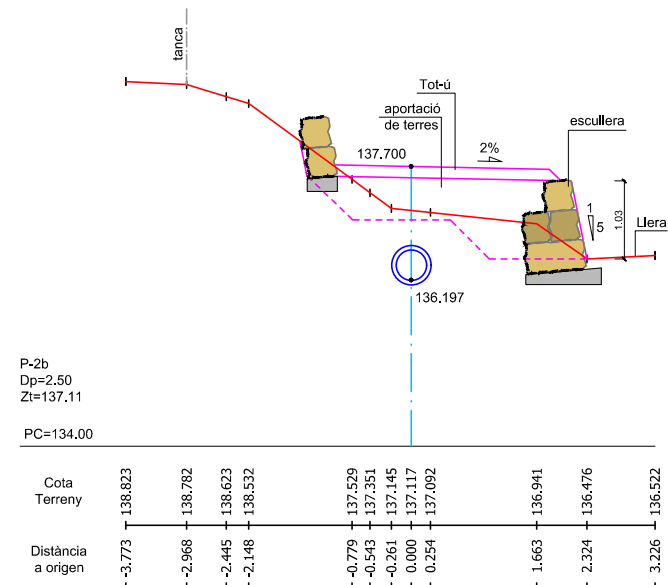 tanca
Tot-ú
aportació
de terres
escullera
137.700
2%
1
5
1.03
Llera
136.197
P-2b
Dp=2.50
Zt=137.11
PC=134.00
Cota
Terreny
138.823
138.782
138.623
138.532
137.529
137.351
137.145
137.117
137.092
136.941
136.476
136.522
Distància
a origen
-3.773
-2.968
-2.445
-2.148
-0.779
-0.543
-0.261
0.000
0.254
1.663
2.324
3.226